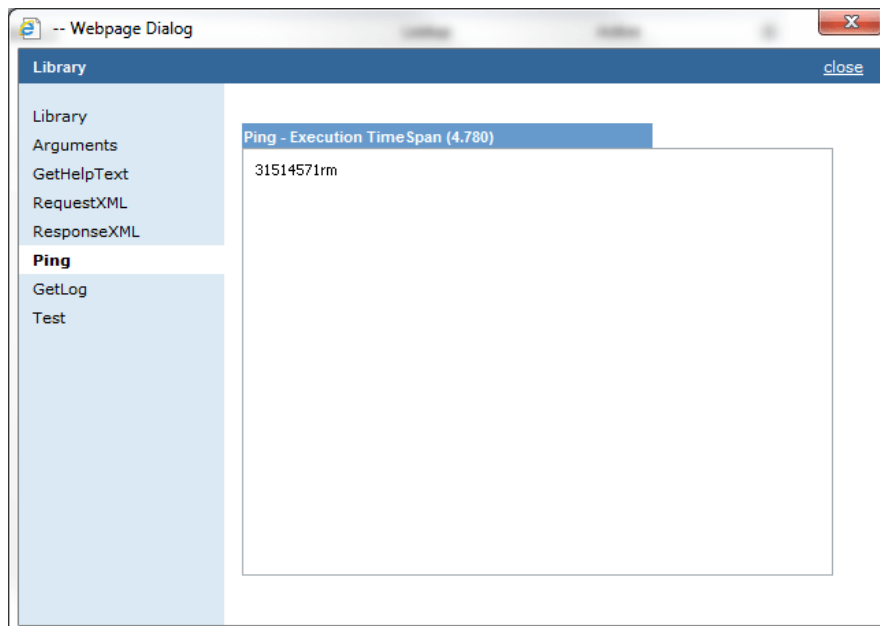 -- Webpage Dialog
Library
close
Library
Arguments
GetHelpText
RequestXML
ResponseXML
Ping
GetLog
Test
Ping - Execution TimeSpan (4.780)
31514571rm